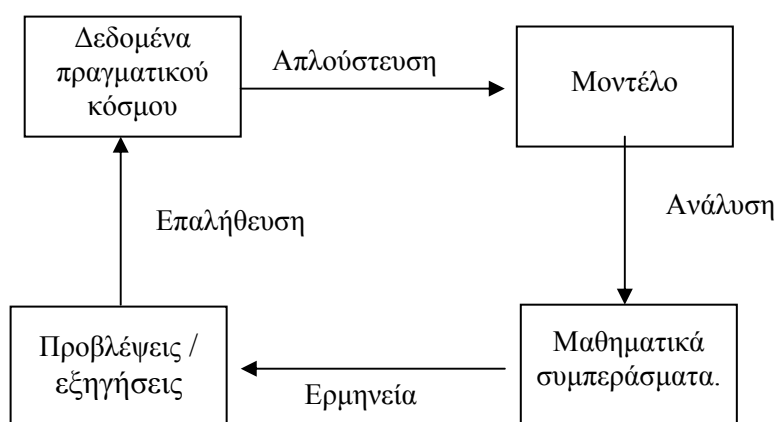 Δεδομένα
πραγματικού
κόσμου
Απλούστευση
Μοντέλο
Ανάλυση
Επαλήθευση
Προβλέψεις /
εξηγήσεις
Ερμηνεία
Μαθηματικά
συμπεράσματα.